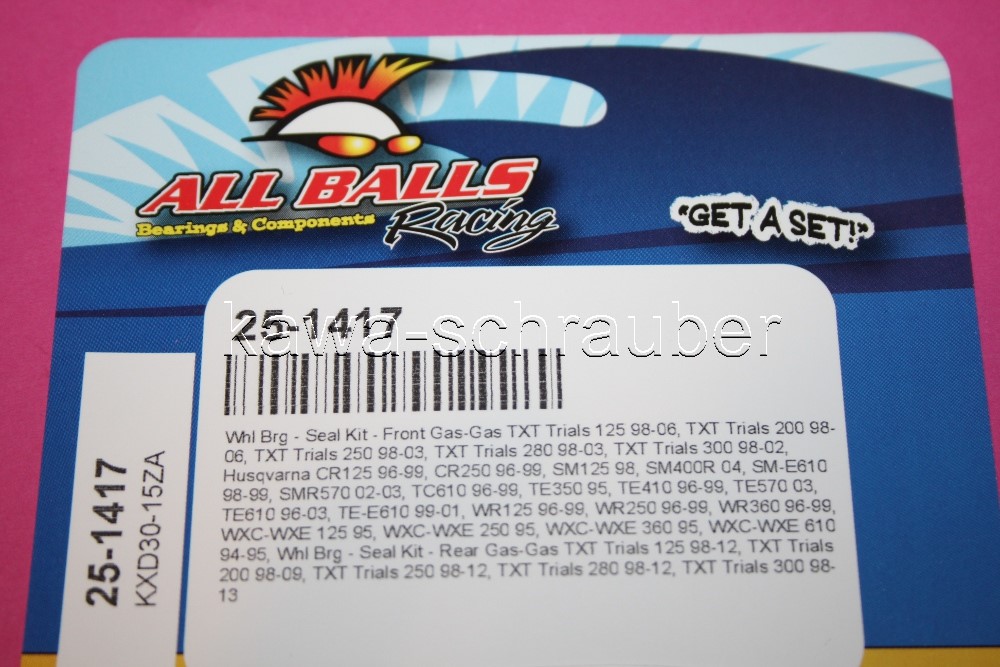 ALL BALLS
Bearings & Components
Racing
"GET A SET!"
25-1417
kawa-schrauber
Whl Brg - Seal Kit - Front Gas-Gas TXT Trials 125 98-06, TXT Trials 200 98-
06, TXT Trials 250 98-03, TXT Trials 280 98-03, TXT Trials 300 98-02,
Husqvarna CR125 96-99, CR250 96-99, SM125 98, SM400R 04, SM-E610
98-99, SMR570 02-03, TC610 96-99, TE350 95, TE410 96-99, TE570 03,
TE610 96-03, TE-E610 99-01, WR125 96-99, WR250 96-99, WR360 96-99,
WXC-WXE 125 95, WXC-WXE 250 95, WXC-WXE 360 95, WXC-WXE 610
94-95, Whl Brg - Seal Kit - Rear Gas-Gas TXT Trials 125 98-12, TXT Trials
200 98-09, TXT Trials 250 98-12, TXT Trials 280 98-12, TXT Trials 300 98-
13
25-1417
KXD30-15ZA